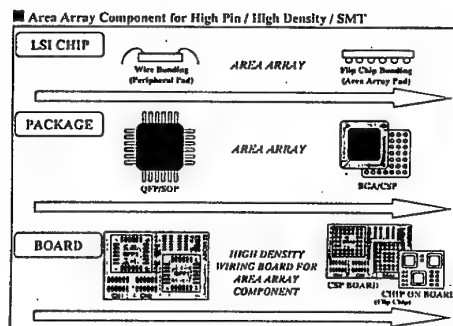 ■ Area Array Component for High Pin / High Density / SMT
LSI CHIP
Wire Bonding
(Peripheral Pad)
AREA ARRAY
Flip Chip Bonding
(Area Array Pad)
PACKAGE
QFP/SOP
AREA ARRAY
BGA/CSP
BOARD
HIGH DENSITY
WIRING BOARD FOR
AREA ARRAY
COMPONENT
CSP BOARD
CHIP ON BOARD
(Flip Chip)